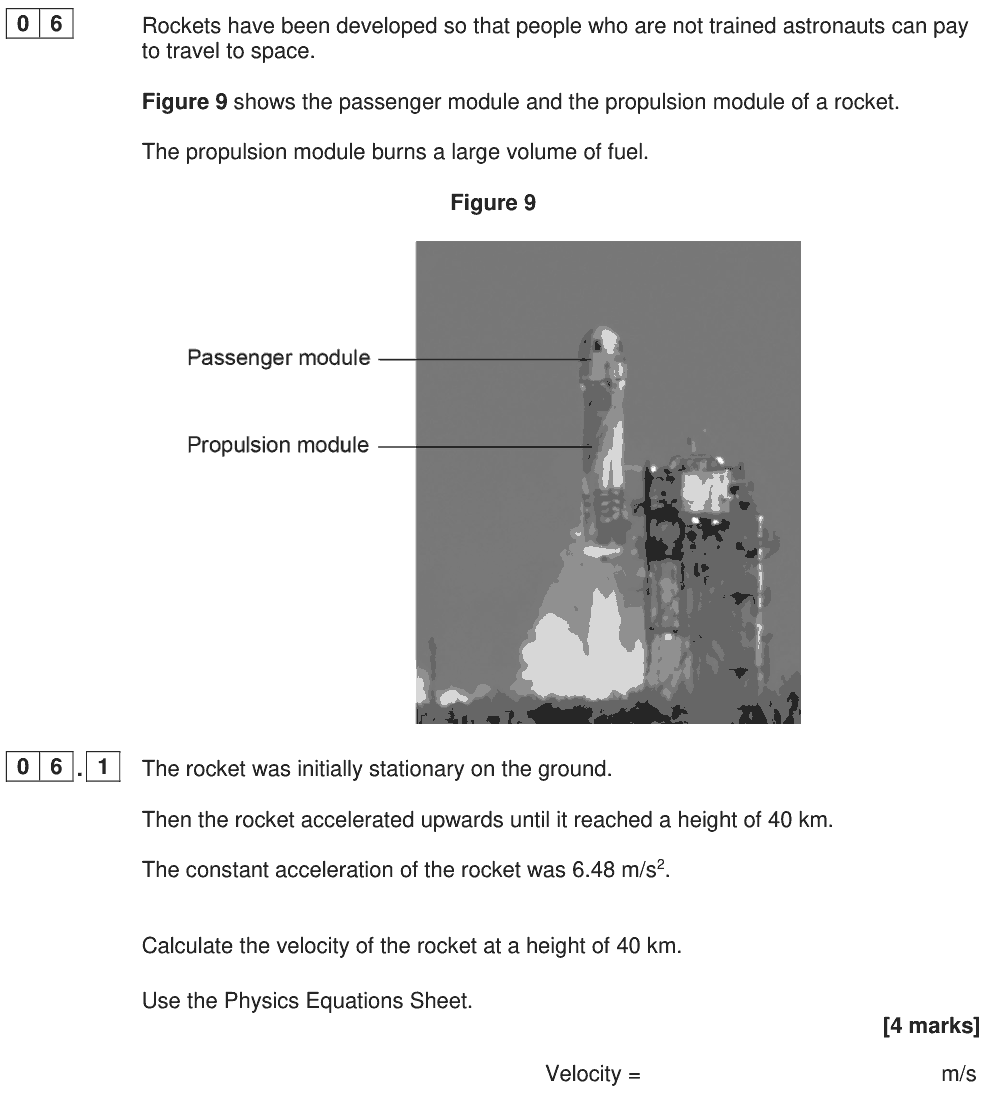 0 6 Rockets have been developed so that people who are not trained astronauts can pay
to travel to space.
Figure 9 shows the passenger module and the propulsion module of a rocket.
The propulsion module burns a large volume of fuel.
Figure 9
Passenger module
Propulsion module
0 6 . 1 The rocket was initially stationary on the ground.
Then the rocket accelerated upwards until it reached a height of 40 km.
The constant acceleration of the rocket was 6.48 m/s².
Calculate the velocity of the rocket at a height of 40 km.
Use the Physics Equations Sheet.
[4 marks]
Velocity = m/s